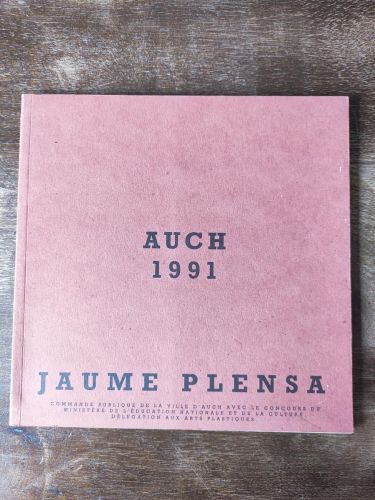 AUCH
1991
JAUME PLENSA
COMMANDE PUBLIQUE DE LA VILLE D'AUCH AVEC LE CONCOURS DU
MINISTÈRE DE L'ÉDUCATION NATIONALE ET DE LA CULTURE
DÉLÉGATION AUX ARTS PLASTIQUES